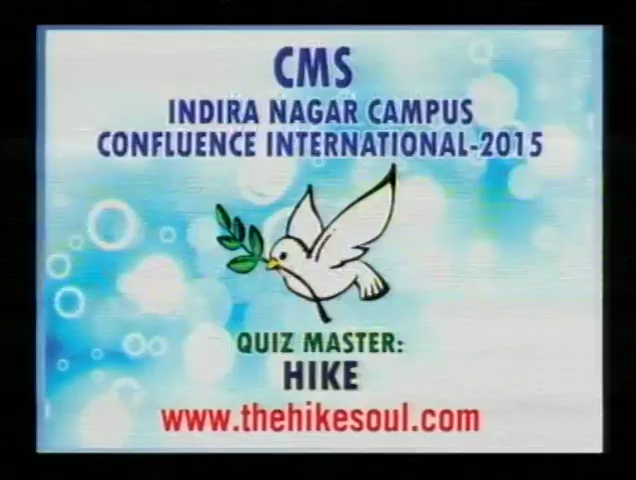 CMS
INDIRA NAGAR CAMPUS
CONFLUENCE INTERNATIONAL-2015
QUIZ MASTER:
HIKE
www.thehikesoul.com